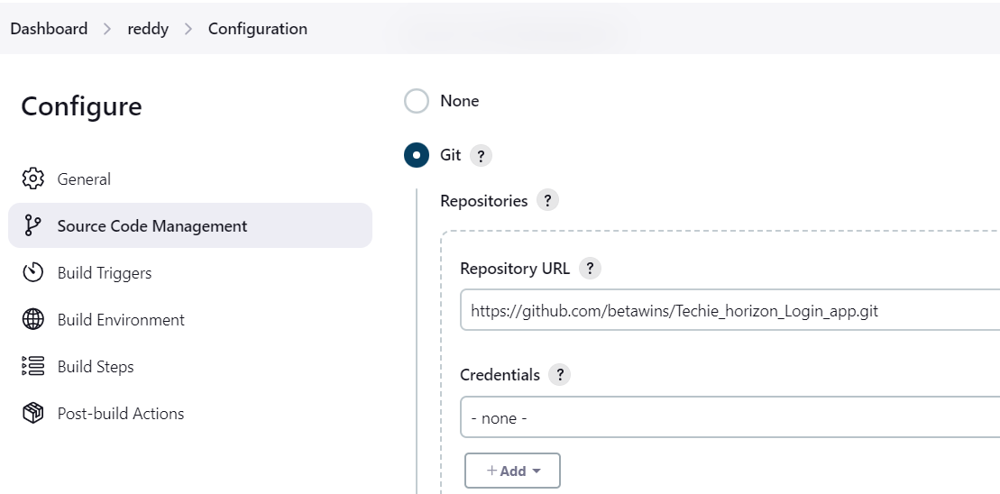 Dashboard > reddy > Configuration
Configure
General
Source Code Management
Build Triggers
Build Environment
Build Steps
Post-build Actions
None
Git ?
Repositories ?
Repository URL ?
https://github.com/betawins/Techie_horizon_Login_app.git
Credentials ?
- none -
+ Add